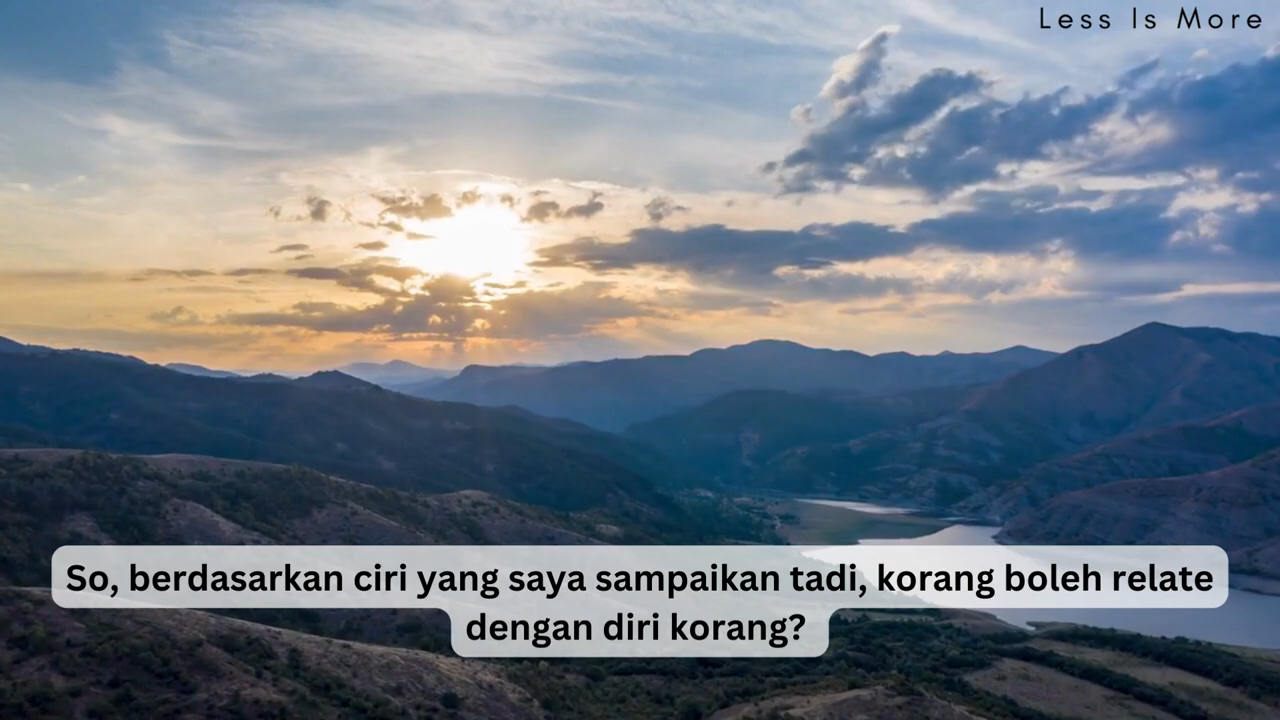 Less Is More
So, berdasarkan ciri yang saya sampaikan tadi, korang boleh relate
dengan diri korang?